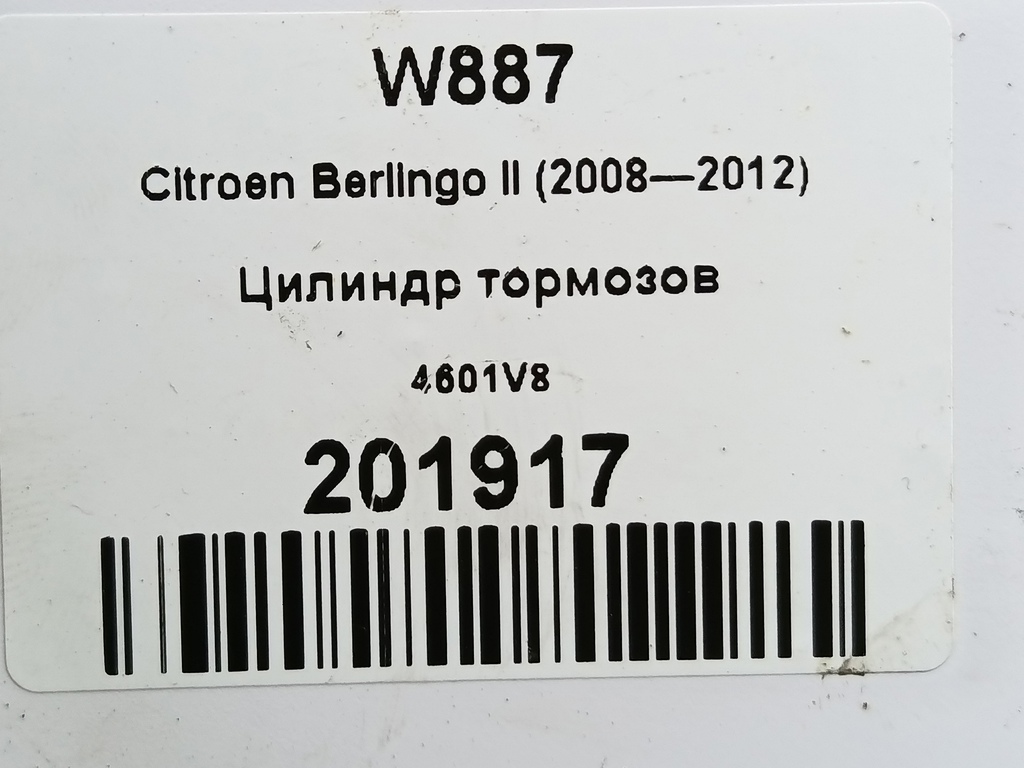 W887
Citroen Berlingo II (2008—2012)
Цилиндр тормозов
4601V8
201917